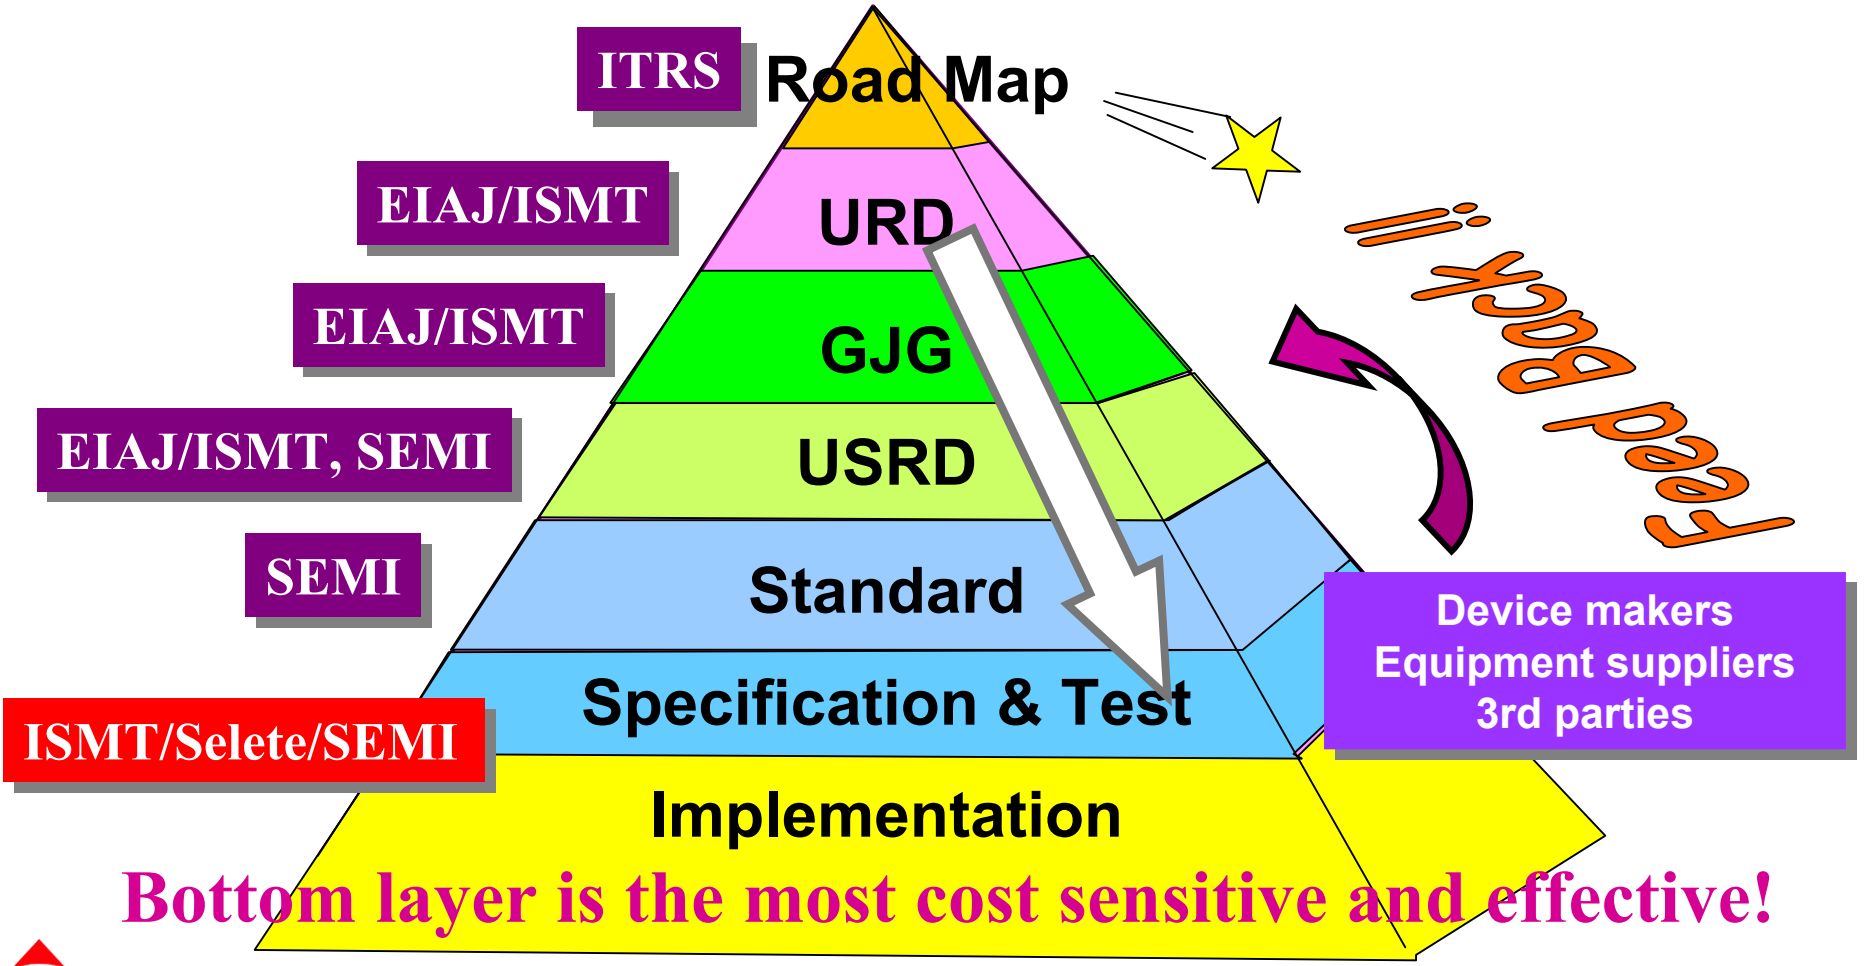 ITRS
Road Map
EIAJ/ISMT
URD
EIAJ/ISMT
GJG
EIAJ/ISMT, SEMI
USRD
SEMI
Standard
ISMT/Selete/SEMI
Specification & Test
Implementation
Feed Back !!
Device makers
Equipment suppliers
3rd parties
Bottom layer is the most cost sensitive and effective!